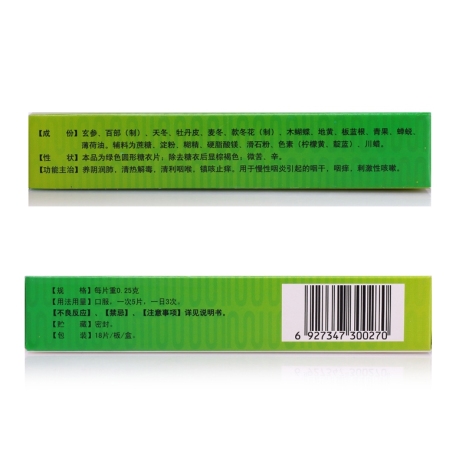 【成　份】玄参、百部（制）、天冬、牡丹皮、麦冬、款冬花（制）、木蝴蝶、地黄、板蓝根、青果、蝉蜕、
薄荷油。辅料为蔗糖、淀粉、糊精、硬脂酸镁、滑石粉、色素（柠檬黄、靛蓝）、川蜡。
【性　状】本品为绿色圆形糖衣片；除去糖衣后显棕褐色，微苦、辛。
【功能主治】养阴润肺、清热解毒、清利咽喉、镇咳止痒。用于慢性咽炎引起的咽干、咽痒、刺激性咳嗽。
【规　格】每片重0.25克
【用法用量】口服。一次5片，一日3次。
【不良反应】、【禁忌】、【注意事项】详见说明书。
【贮　藏】密封。
【包　装】18片/板/盒。
6 927347 300270